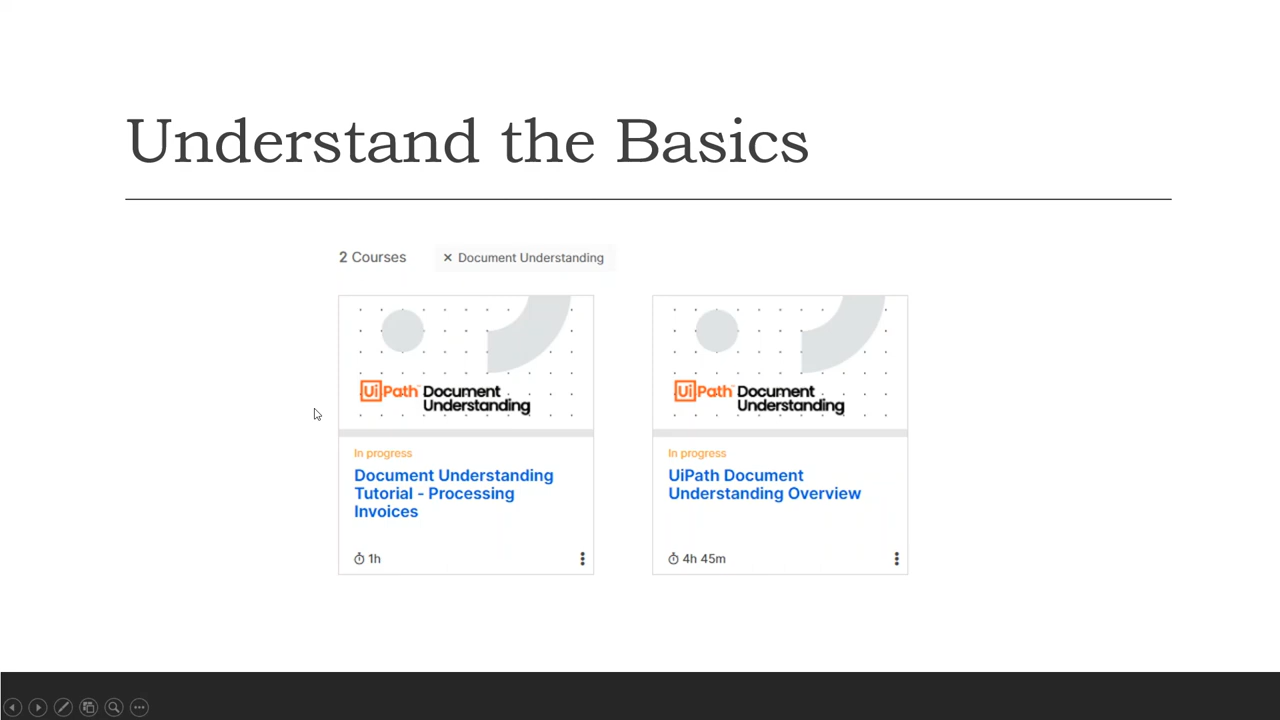 Understand the Basics
2 Courses
× Document Understanding
UiPath Document
Understanding
UiPath Document
Understanding
In progress
Document Understanding
Tutorial - Processing
Invoices
1h
In progress
UiPath Document
Understanding Overview
4h 45m